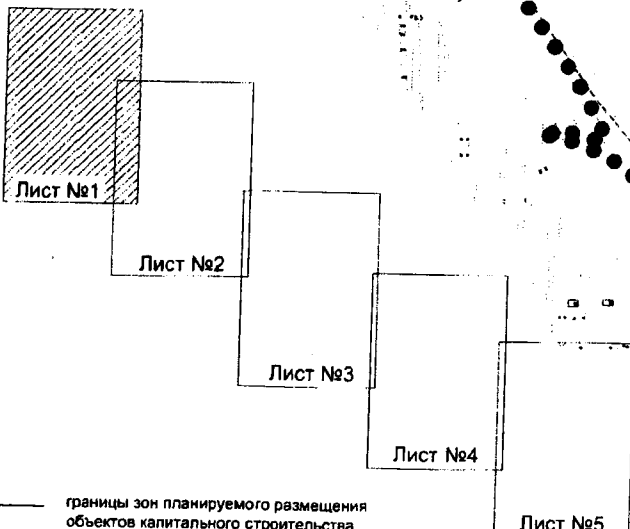 Лист №1
Лист №2
Лист №3
Лист №4
Лист №5
границы зон планируемого размещения
объектов капитального строительства